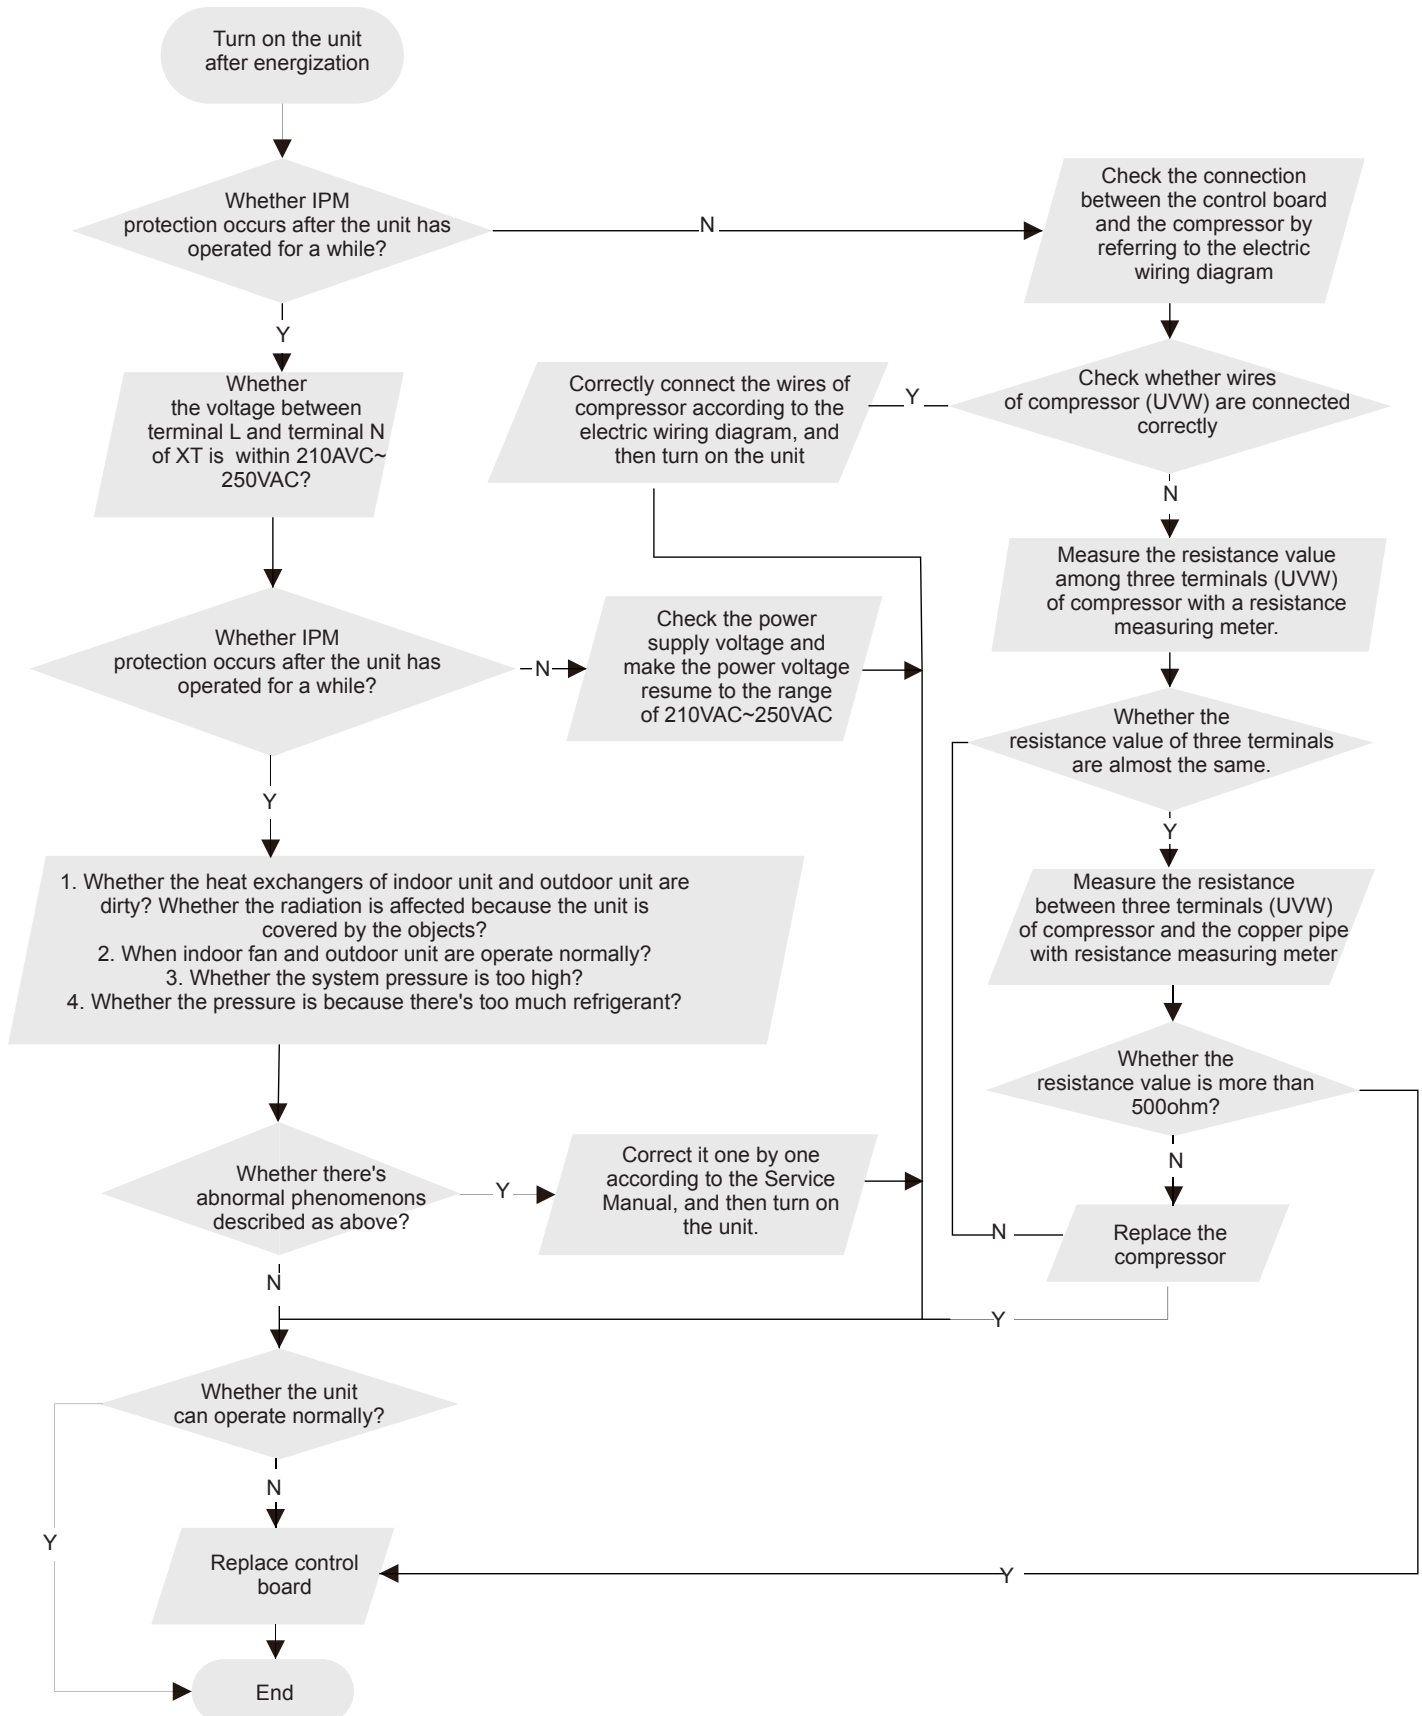 Turn on the unit
after energization
Whether IPM
protection occurs after the unit has
operated for a while?
N
Check the connection
between the control board
and the compressor by
referring to the electric
wiring diagram
Y
Whether
the voltage between
terminal L and terminal N
of XT is within 210AVC~
250VAC?
Correctly connect the wires of
compressor according to the
electric wiring diagram, and
then turn on the unit
Y
Check whether wires
of compressor (UVW) are connected
correctly
N
Measure the resistance value
among three terminals (UVW)
of compressor with a resistance
measuring meter.
Whether IPM
protection occurs after the unit has
operated for a while?
N
Check the power
supply voltage and
make the power voltage
resume to the range
of 210VAC~250VAC
Whether the
resistance value of three terminals
are almost the same.
Y
Y
1. Whether the heat exchangers of indoor unit and outdoor unit are
dirty? Whether the radiation is affected because the unit is
covered by the objects?
2. When indoor fan and outdoor unit are operate normally?
3. Whether the system pressure is too high?
4. Whether the pressure is because there's too much refrigerant?
Measure the resistance
between three terminals (UVW)
of compressor and the copper pipe
with resistance measuring meter
Whether the
resistance value is more than
500ohm?
Whether there's
abnormal phenomenons
described as above?
Y
Correct it one by one
according to the Service
Manual, and then turn on
the unit.
N
N
Replace the
compressor
N
Y
Whether the unit
can operate normally?
N
Y
Replace control
board
Y
End